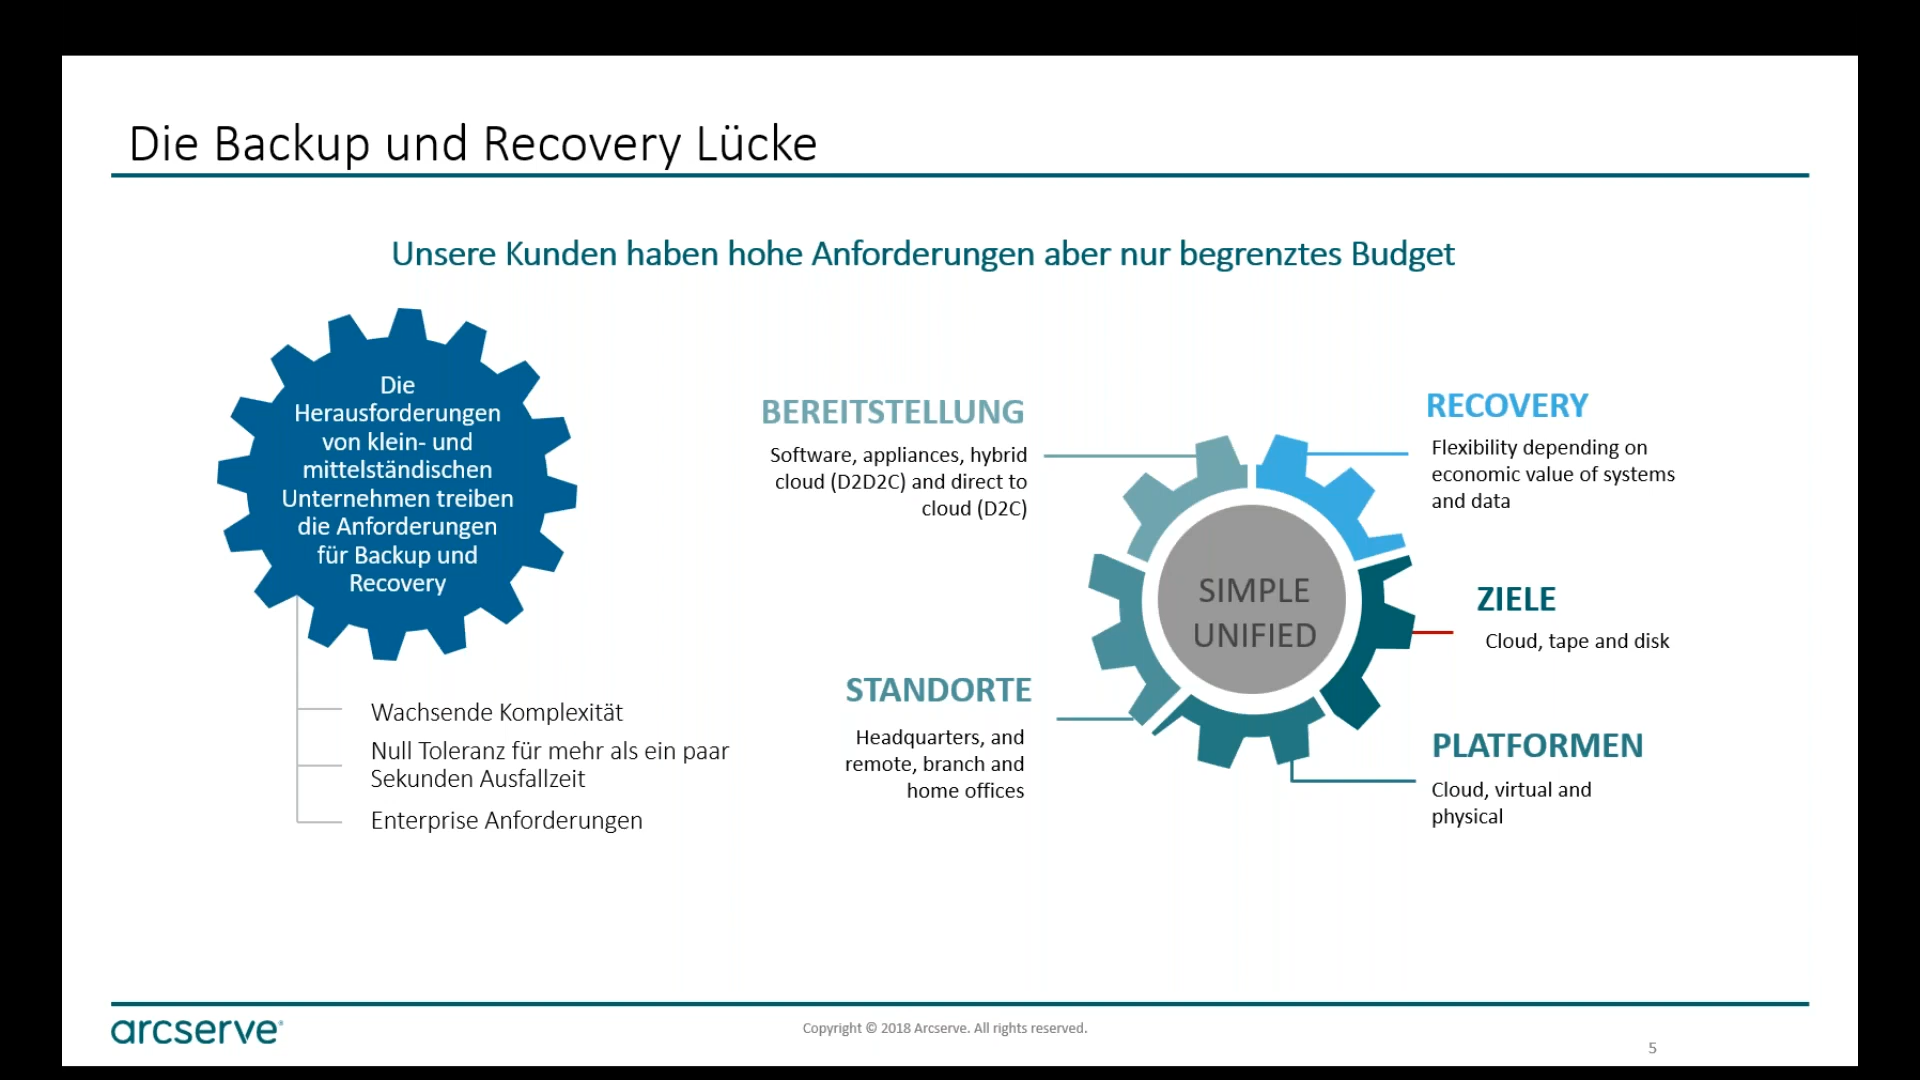 Die Backup und Recovery Lücke
Unsere Kunden haben hohe Anforderungen aber nur begrenztes Budget
Die
Herausforderungen
von klein- und
mittelständischen
Unternehmen treiben
die Anforderungen
für Backup und
Recovery
Wachsende Komplexität
Null Toleranz für mehr als ein paar
Sekunden Ausfallzeit
Enterprise Anforderungen
BEREITSTELLUNG
Software, appliances, hybrid
cloud (D2D2C) and direct to
cloud (D2C)
STANDORTE
Headquarters, and
remote, branch and
home offices
SIMPLE
UNIFIED
RECOVERY
Flexibility depending on
economic value of systems
and data
ZIELE
Cloud, tape and disk
PLATFORMEN
Cloud, virtual and
physical
arcserve®
Copyright © 2018 Arcserve. All rights reserved.
5